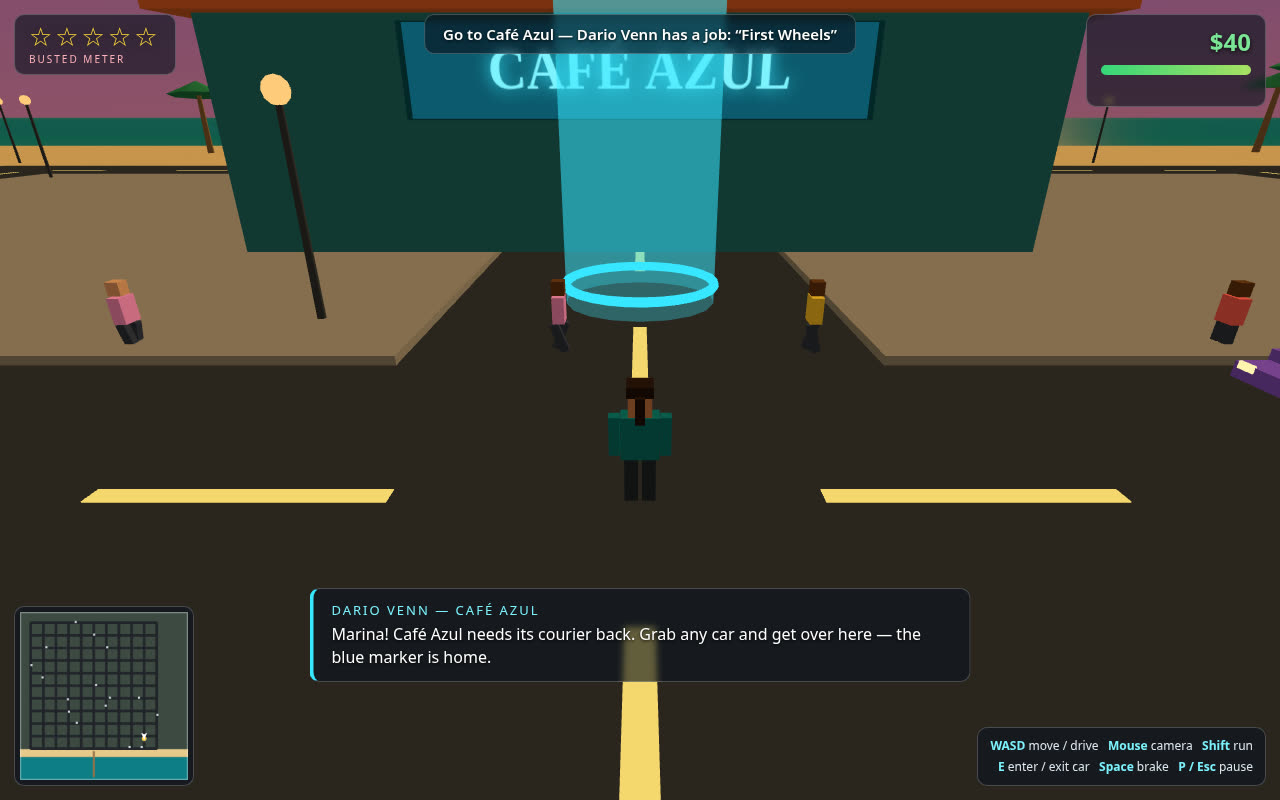 ☆☆☆☆☆
BUSTED METER
Go to Café Azul — Dario Venn has a job: “First Wheels”
$40
CAFÉ AZUL
DARIO VENN — CAFÉ AZUL
Marina! Café Azul needs its courier back. Grab any car and get over here — the
blue marker is home.
WASD move / drive Mouse camera Shift run
E enter / exit car Space brake P / Esc pause